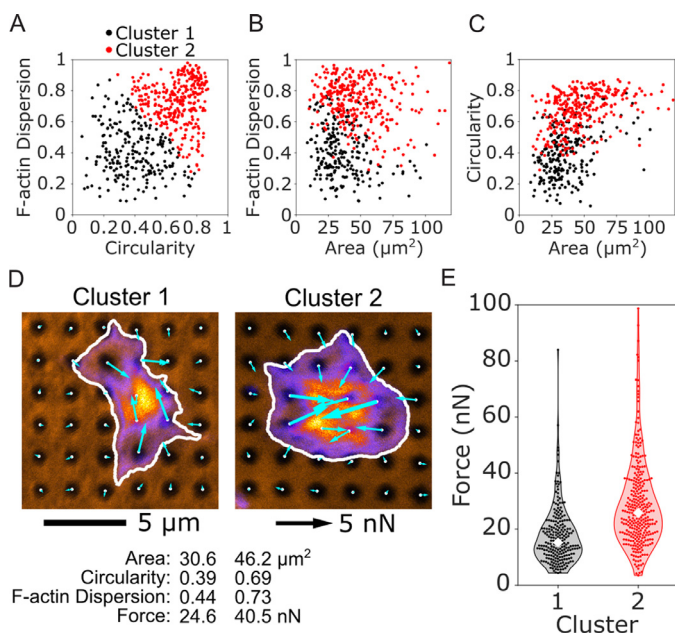 A
Cluster 1
Cluster 2
F-actin Dispersion
1
0.8
0.6
0.4
0.2
0
0.2 0.4 0.6 0.8 1
Circularity
B
F-actin Dispersion
1
0.8
0.6
0.4
0.2
0
25 50 75 100
Area (μm²)
C
Circularity
1
0.8
0.6
0.4
0.2
0
25 50 75 100
Area (μm²)
D
Cluster 1
Cluster 2
5 μm
5 nN
Area: 30.6 46.2 μm²
Circularity: 0.39 0.69
F-actin Dispersion: 0.44 0.73
Force: 24.6 40.5 nN
E
Force (nN)
100
80
60
40
20
0
1 2
Cluster